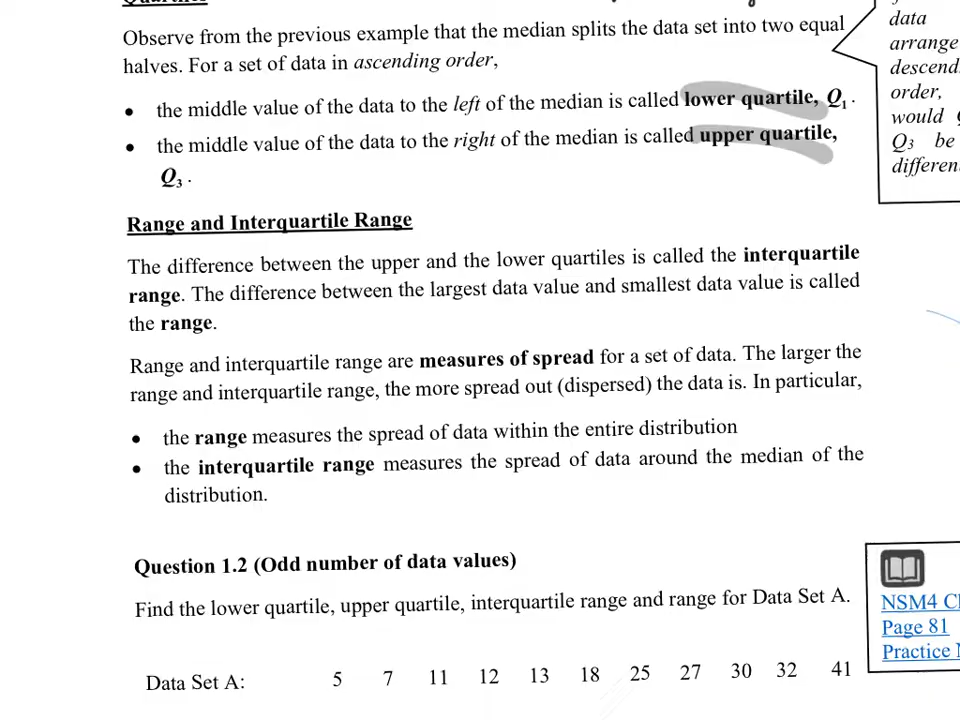 Quartiles
Observe from the previous example that the median splits the data set into two equal
halves. For a set of data in ascending order,
• the middle value of the data to the left of the median is called lower quartile, Q1 .
• the middle value of the data to the right of the median is called upper quartile,
Q3 .
data
arrange
descend
order,
would
Q3 be
differen
Range and Interquartile Range
The difference between the upper and the lower quartiles is called the interquartile
range. The difference between the largest data value and smallest data value is called
the range.
Range and interquartile range are measures of spread for a set of data. The larger the
range and interquartile range, the more spread out (dispersed) the data is. In particular,
• the range measures the spread of data within the entire distribution
• the interquartile range measures the spread of data around the median of the
distribution.
Question 1.2 (Odd number of data values)
Find the lower quartile, upper quartile, interquartile range and range for Data Set A.
NSM4 C
Page 81
Practice
Data Set A: 5 7 11 12 13 18 25 27 30 32 41